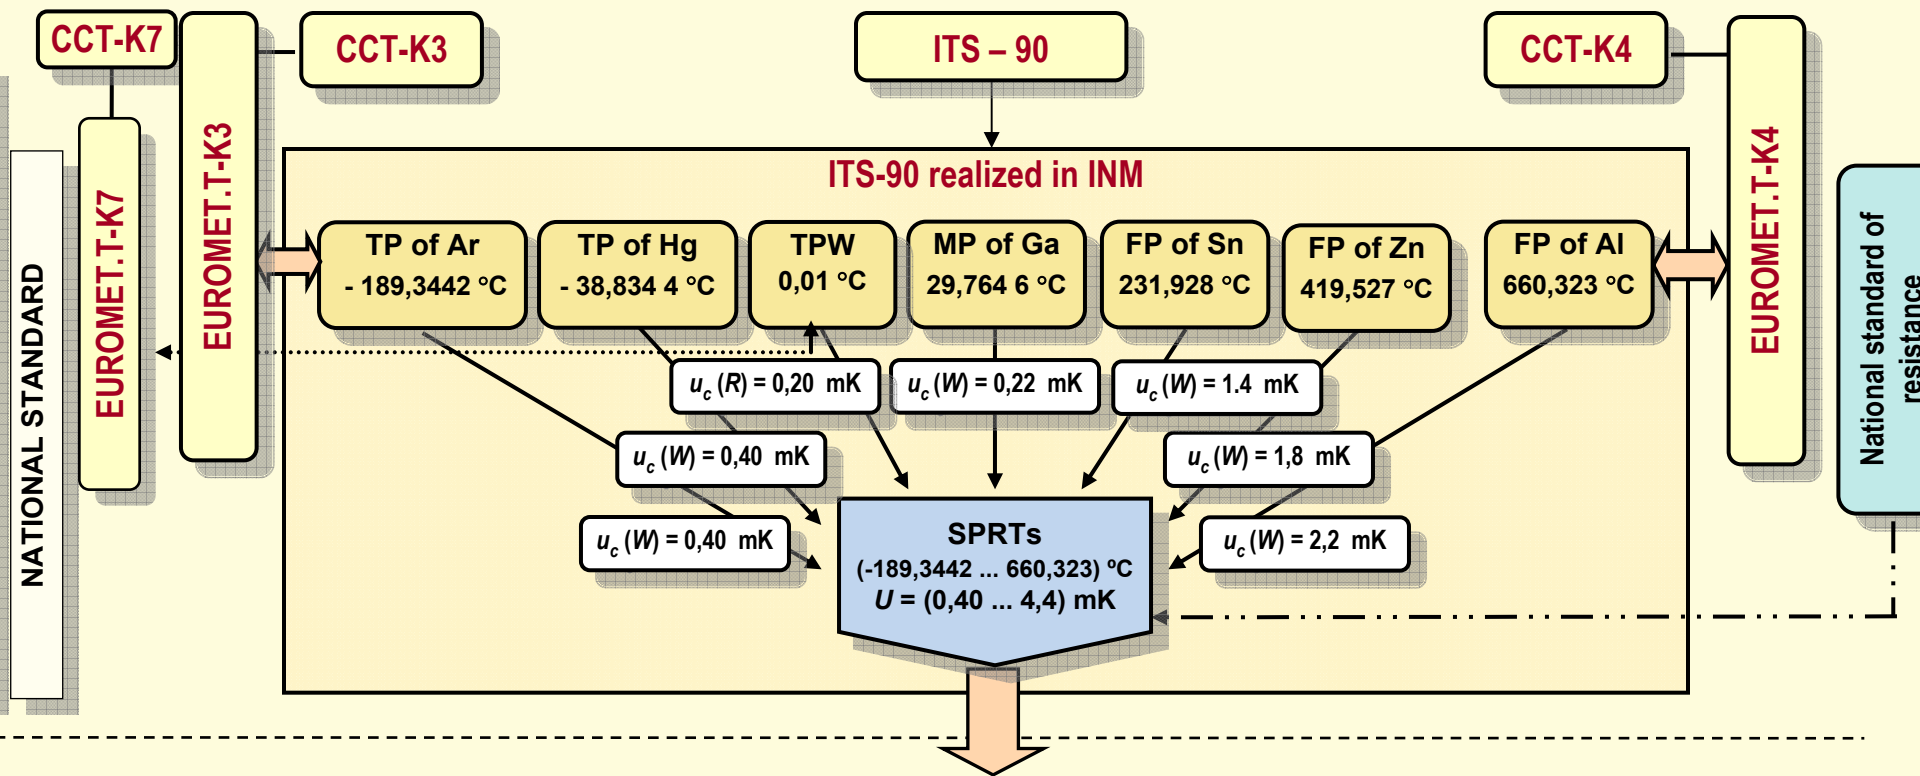 CCT-K7
CCT-K3
ITS – 90
CCT-K4
NATIONAL STANDARD
EUROMET.T-K7
EUROMET.T-K3
ITS-90 realized in INM
TP of Ar
- 189,3442 °C
TP of Hg
- 38,834 4 °C
TPW
0,01 °C
MP of Ga
29,764 6 °C
FP of Sn
231,928 °C
FP of Zn
419,527 °C
FP of Al
660,323 °C
EUROMET.T-K4
National standard of
resistance
uc (R) = 0,20 mK
uc (W) = 0,22 mK
uc (W) = 1.4 mK
uc (W) = 0,40 mK
uc (W) = 1,8 mK
uc (W) = 0,40 mK
uc (W) = 2,2 mK
SPRTs
(-189,3442 ... 660,323) ºC
U = (0,40 ... 4,4) mK